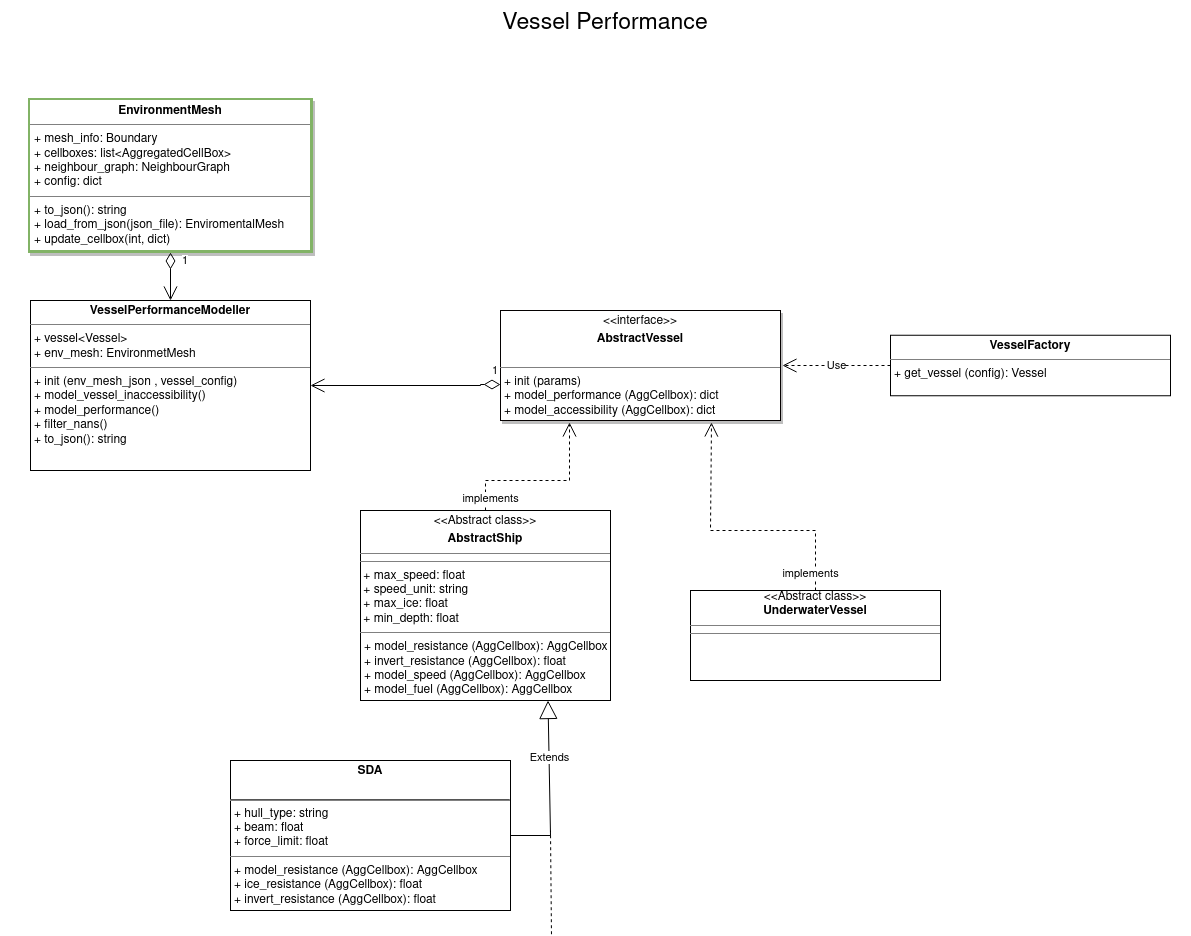 Vessel Performance
EnvironmentMesh
+ mesh_info: Boundary
+ cellboxes: list<AggregatedCellBox>
+ neighbour_graph: NeighbourGraph
+ config: dict
+ to_json(): string
+ load_from_json(json_file): EnviromentalMesh
+ update_cellbox(int, dict)
1
VesselPerformanceModeller
+ vessel<Vessel>
+ env_mesh: EnvironmetMesh
+ init (env_mesh_json , vessel_config)
+ model_vessel_inaccessibility()
+ model_performance()
+ filter_nans()
+ to_json(): string
1
<<interface>>
AbstractVessel
+ init (params)
+ model_performance (AggCellbox): dict
+ model_accessibility (AggCellbox): dict
Use
VesselFactory
+ get_vessel (config): Vessel
implements
<<Abstract class>>
AbstractShip
+ max_speed: float
+ speed_unit: string
+ max_ice: float
+ min_depth: float
+ model_resistance (AggCellbox): AggCellbox
+ invert_resistance (AggCellbox): float
+ model_speed (AggCellbox): AggCellbox
+ model_fuel (AggCellbox): AggCellbox
implements
<<Abstract class>>
UnderwaterVessel
Extends
SDA
+ hull_type: string
+ beam: float
+ force_limit: float
+ model_resistance (AggCellbox): AggCellbox
+ ice_resistance (AggCellbox): float
+ invert_resistance (AggCellbox): float